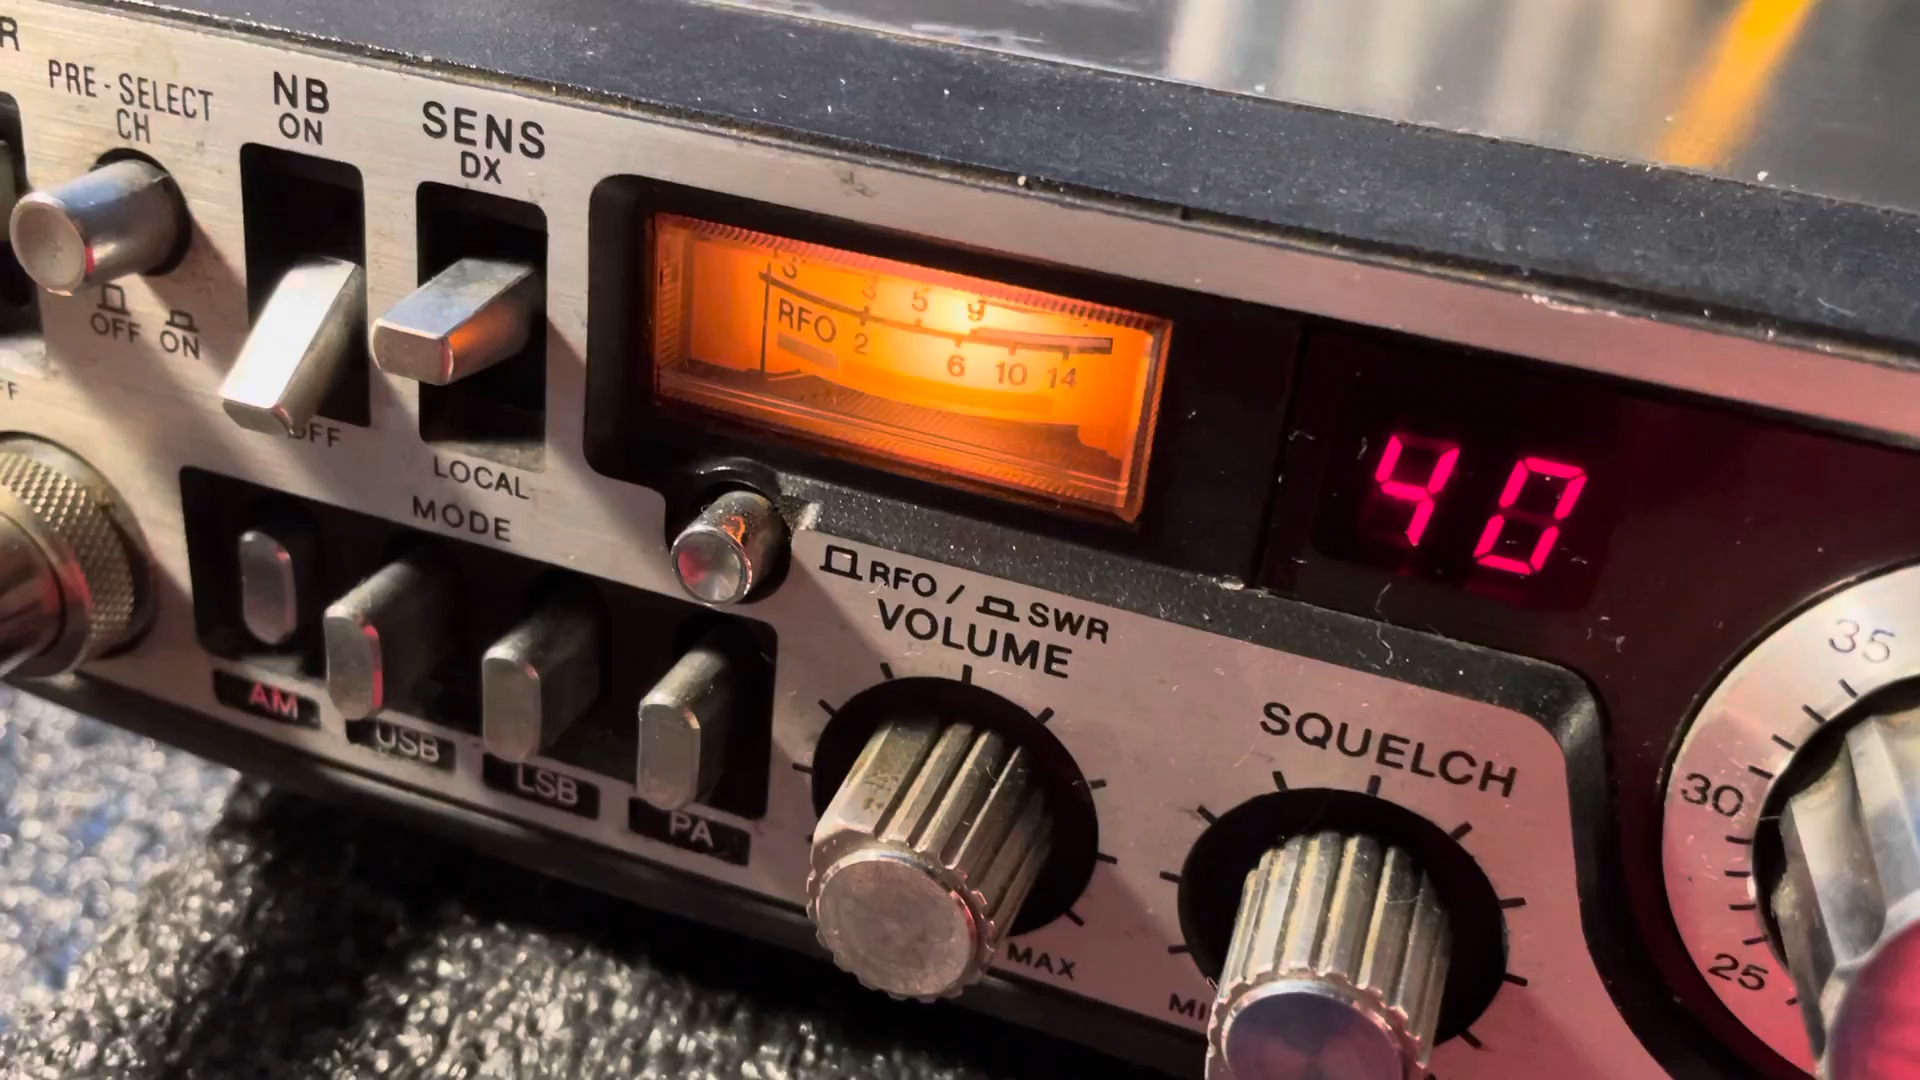 R
PRE-SELECT
CH
OFF ON
NB
ON
OFF
SENS
DX
LOCAL
MODE
AM
USB
LSB
PA
3 3 5 9
RFO
2 6 10 14
40
RFO / SWR
VOLUME
MAX
SQUELCH
35
30
25